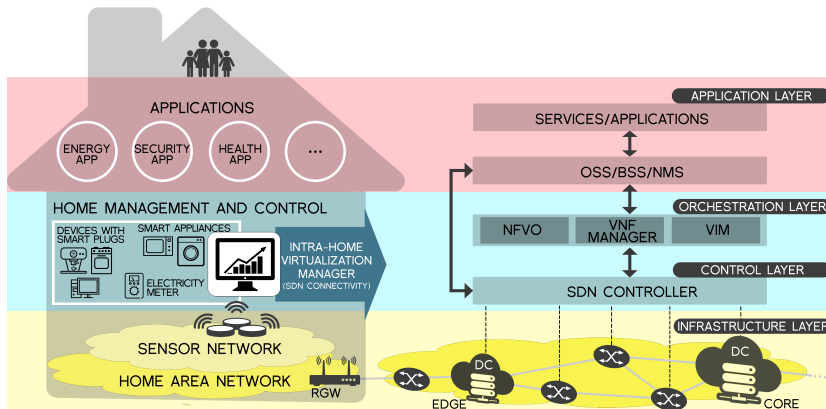 APPLICATIONS
ENERGY
APP
SECURITY
APP
HEALTH
APP
...
HOME MANAGEMENT AND CONTROL
DEVICES WITH
SMART PLUGS
SMART APPLIANCES
ELECTRICITY
METER
INTRA-HOME
VIRTUALIZATION
MANAGER
(SDN CONNECTIVITY)
SENSOR NETWORK
HOME AREA NETWORK
RGW
APPLICATION LAYER
SERVICES/APPLICATIONS
OSS/BSS/NMS
ORCHESTRATION LAYER
NFVO
VNF
MANAGER
VIM
CONTROL LAYER
SDN CONTROLLER
INFRASTRUCTURE LAYER
DC
DC
EDGE
CORE